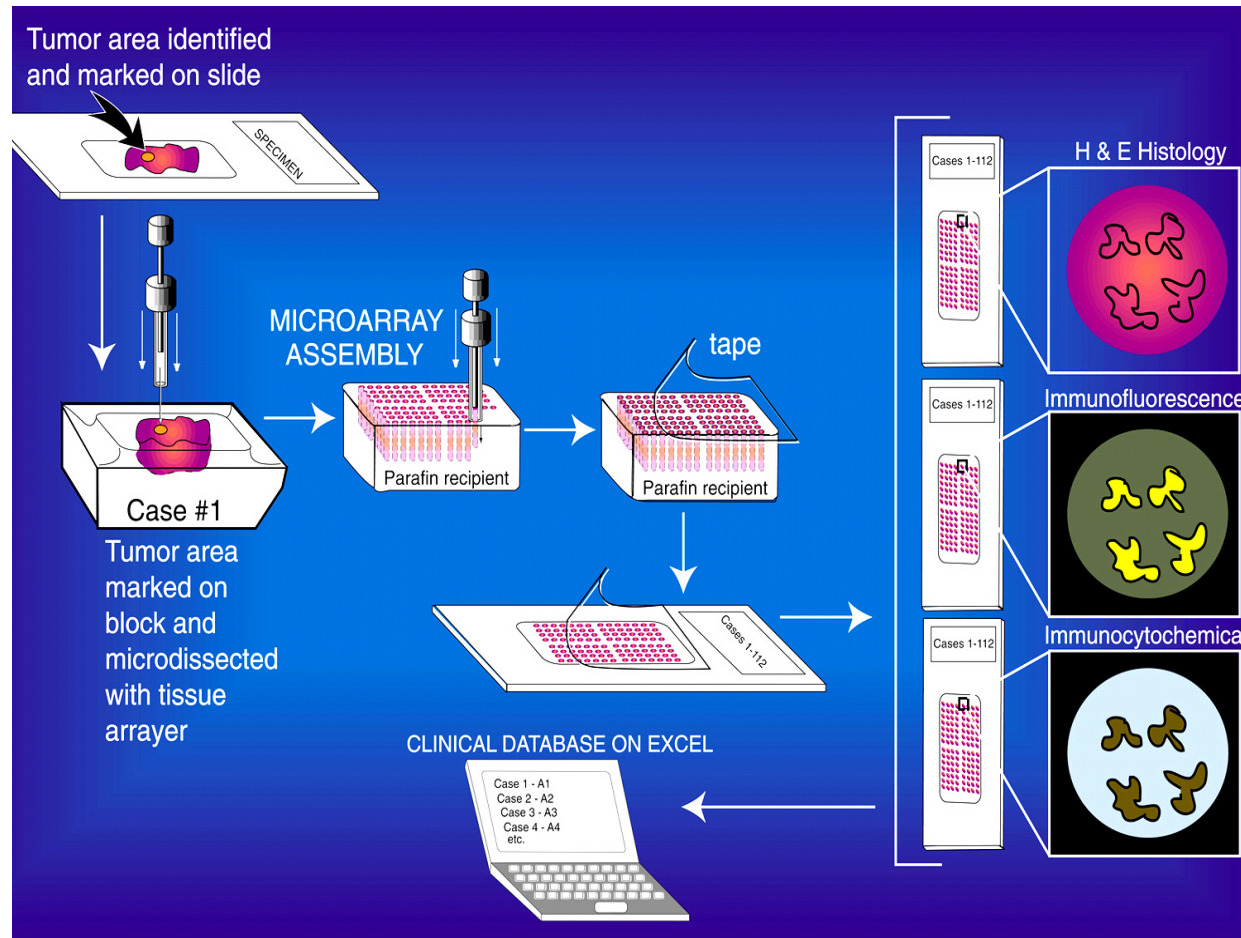 Tumor area identified
and marked on slide
SPECIMEN
Case #1
Tumor area
marked on
block and
microdissected
with tissue
arrayer
MICROARRAY
ASSEMBLY
Parafin recipient
tape
Parafin recipient
Cases 1-112
Cases 1-112
H & E Histology
Cases 1-112
Immunofluorescence
Cases 1-112
Immunocytochemica
CLINICAL DATABASE ON EXCEL
Case 1 - A1
Case 2 - A2
Case 3 - A3
Case 4 - A4
etc.